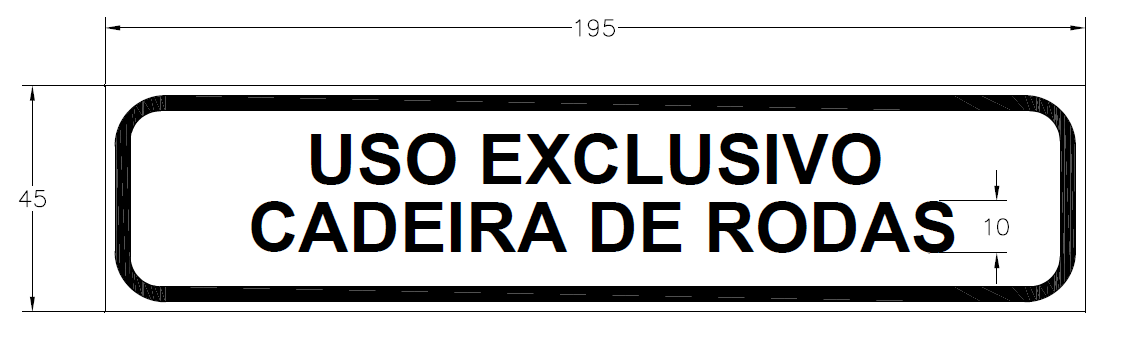 195
USO EXCLUSIVO
45
CADEIRA DE RODAS
10